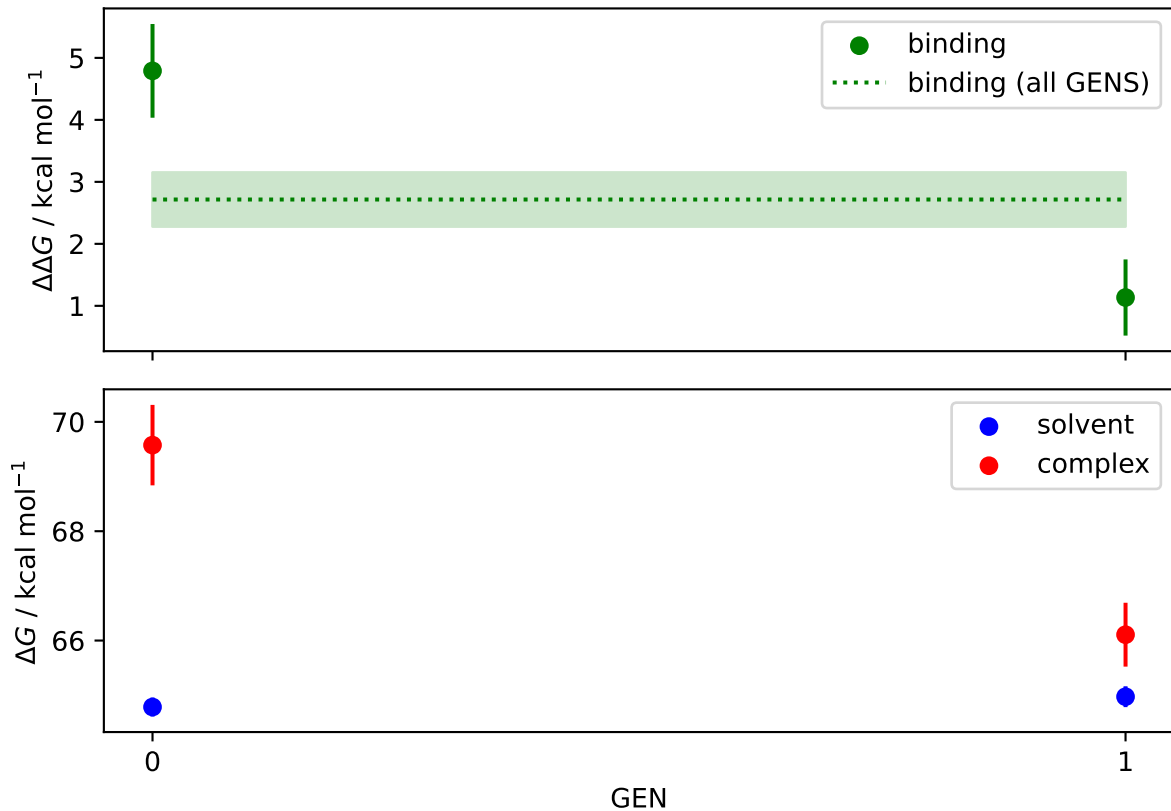 5
4
3
2
1
ΔΔG / kcal mol⁻¹
binding
binding (all GENS)
70
68
66
ΔG / kcal mol⁻¹
solvent
complex
0
1
GEN